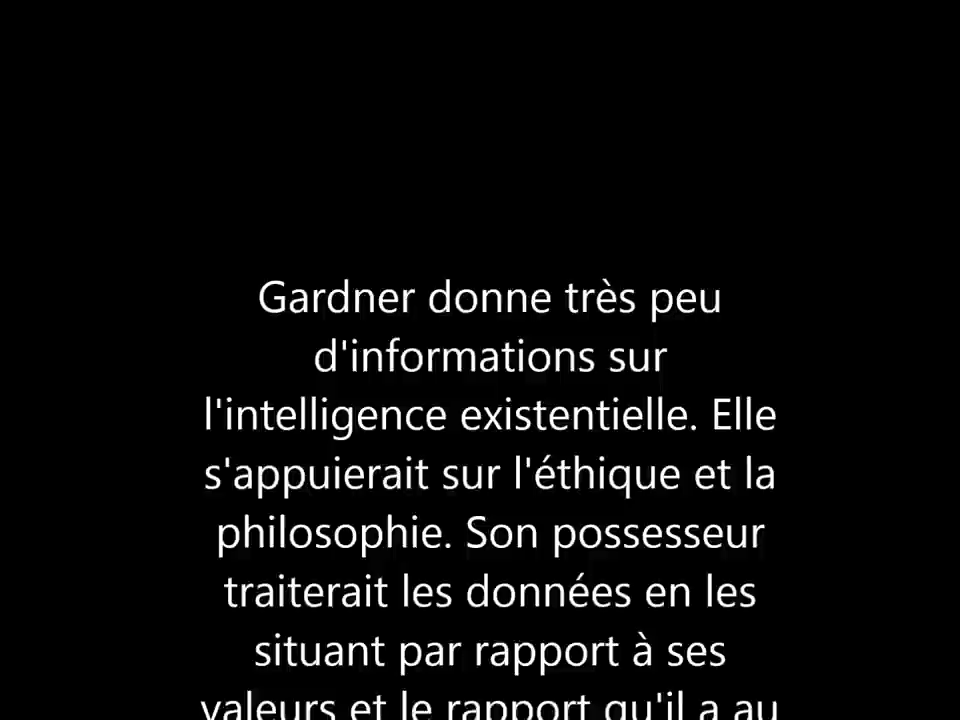 Gardner donne très peu
d'informations sur
l'intelligence existentielle. Elle
s'appuierait sur l'éthique et la
philosophie. Son possesseur
traiterait les données en les
situant par rapport à ses
valeurs et le rapport qu'il a au